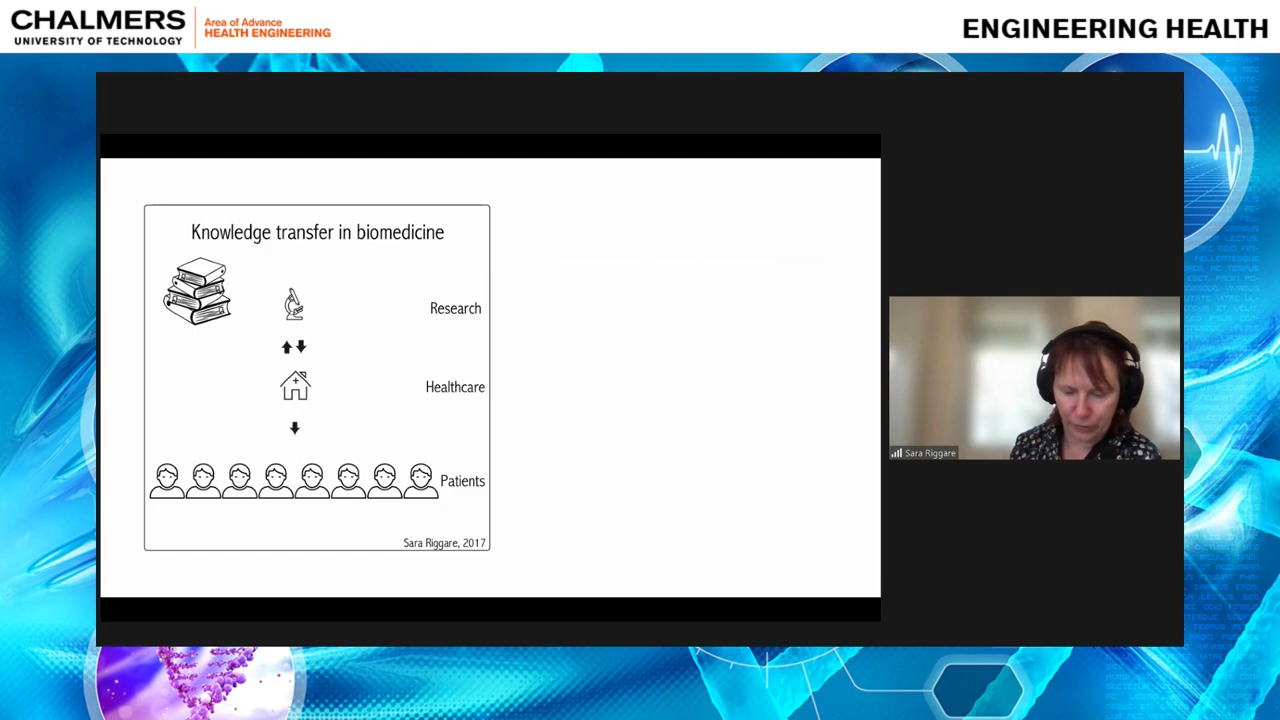 CHALMERS
UNIVERSITY OF TECHNOLOGY
Area of Advance
HEALTH ENGINEERING
ENGINEERING HEALTH
Knowledge transfer in biomedicine
Research
Healthcare
Patients
Sara Riggare, 2017
Sara Riggare